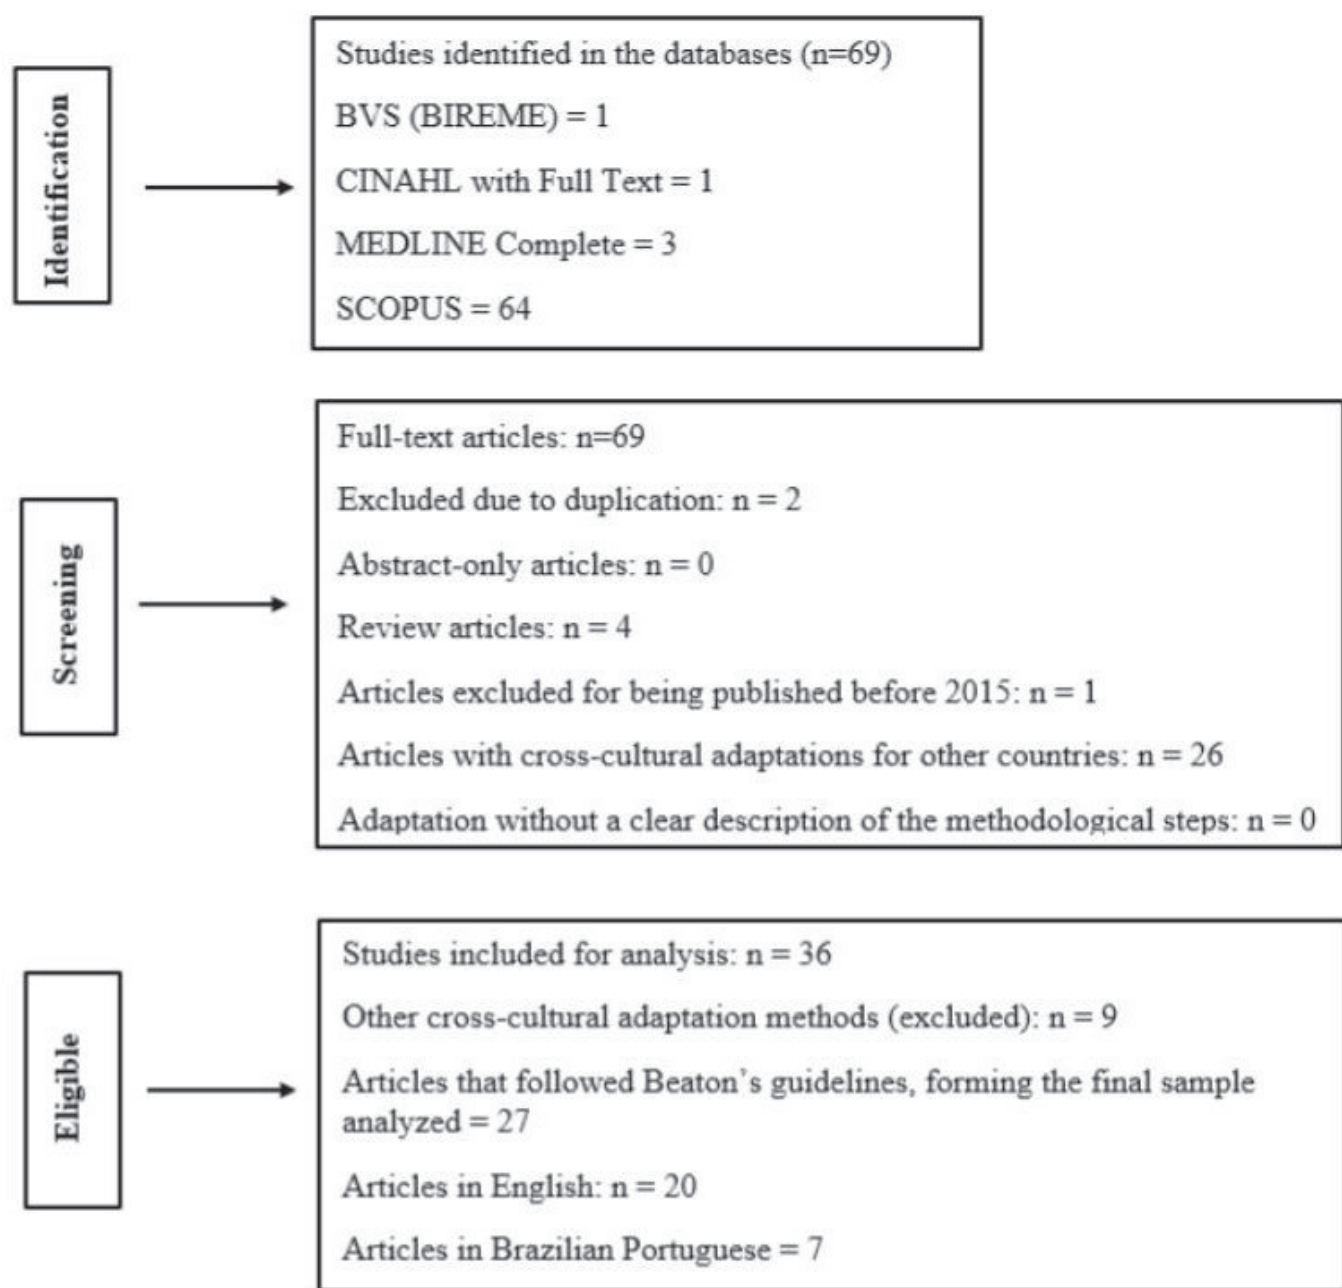 Identification
Studies identified in the databases (n=69)
BVS (BIREME) = 1
CINAHL with Full Text = 1
MEDLINE Complete = 3
SCOPUS = 64
Screening
Full-text articles: n=69
Excluded due to duplication: n = 2
Abstract-only articles: n = 0
Review articles: n = 4
Articles excluded for being published before 2015: n = 1
Articles with cross-cultural adaptations for other countries: n = 26
Adaptation without a clear description of the methodological steps: n = 0
Eligible
Studies included for analysis: n = 36
Other cross-cultural adaptation methods (excluded): n = 9
Articles that followed Beaton’s guidelines, forming the final sample
analyzed = 27
Articles in English: n = 20
Articles in Brazilian Portuguese = 7